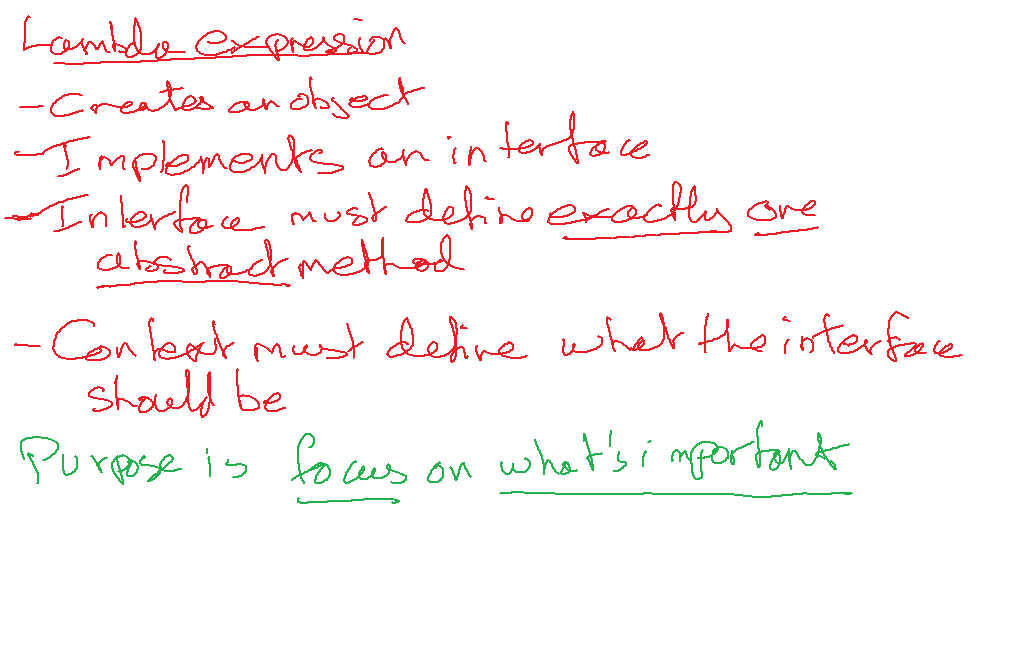 Lambda expression
- Creates an object
- Implements an interface
- Interface must define exactly one
abstract method
- Context must define what the interface
should be
Purpose is focus on what's important